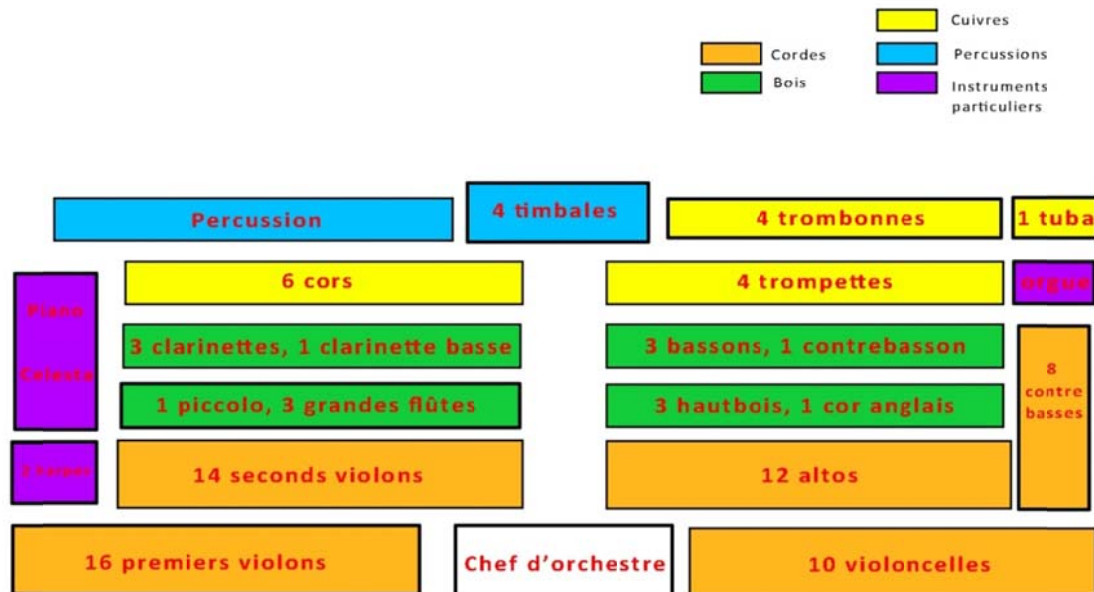 Cuivres
Cordes
Percussions
Bois
Instruments
particuliers
Percussion
4 timbales
4 trombonnes
1 tuba
6 cors
4 trompettes
orgue
Piano
Celesta
3 clarinettes, 1 clarinette basse
3 bassons, 1 contrebasson
8
contre
basses
1 piccolo, 3 grandes flûtes
3 hautbois, 1 cor anglais
2 harpes
14 seconds violons
12 altos
16 premiers violons
Chef d'orchestre
10 violoncelles